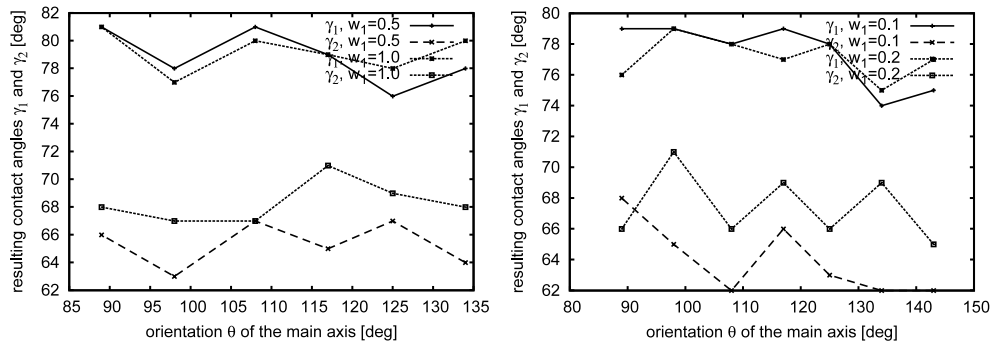 82
80
78
76
74
72
70
68
66
64
62
85 90 95 100 105 110 115 120 125 130 135
resulting contact angles γ1 and γ2 [deg]
orientation θ of the main axis [deg]
γ1, w1=0.5
γ2, w1=0.5
γ1, w1=1.0
γ2, w1=1.0
80
78
76
74
72
70
68
66
64
62
80 90 100 110 120 130 140 150
resulting contact angles γ1 and γ2 [deg]
orientation θ of the main axis [deg]
γ1, w1=0.1
γ2, w1=0.1
γ1, w1=0.2
γ2, w1=0.2